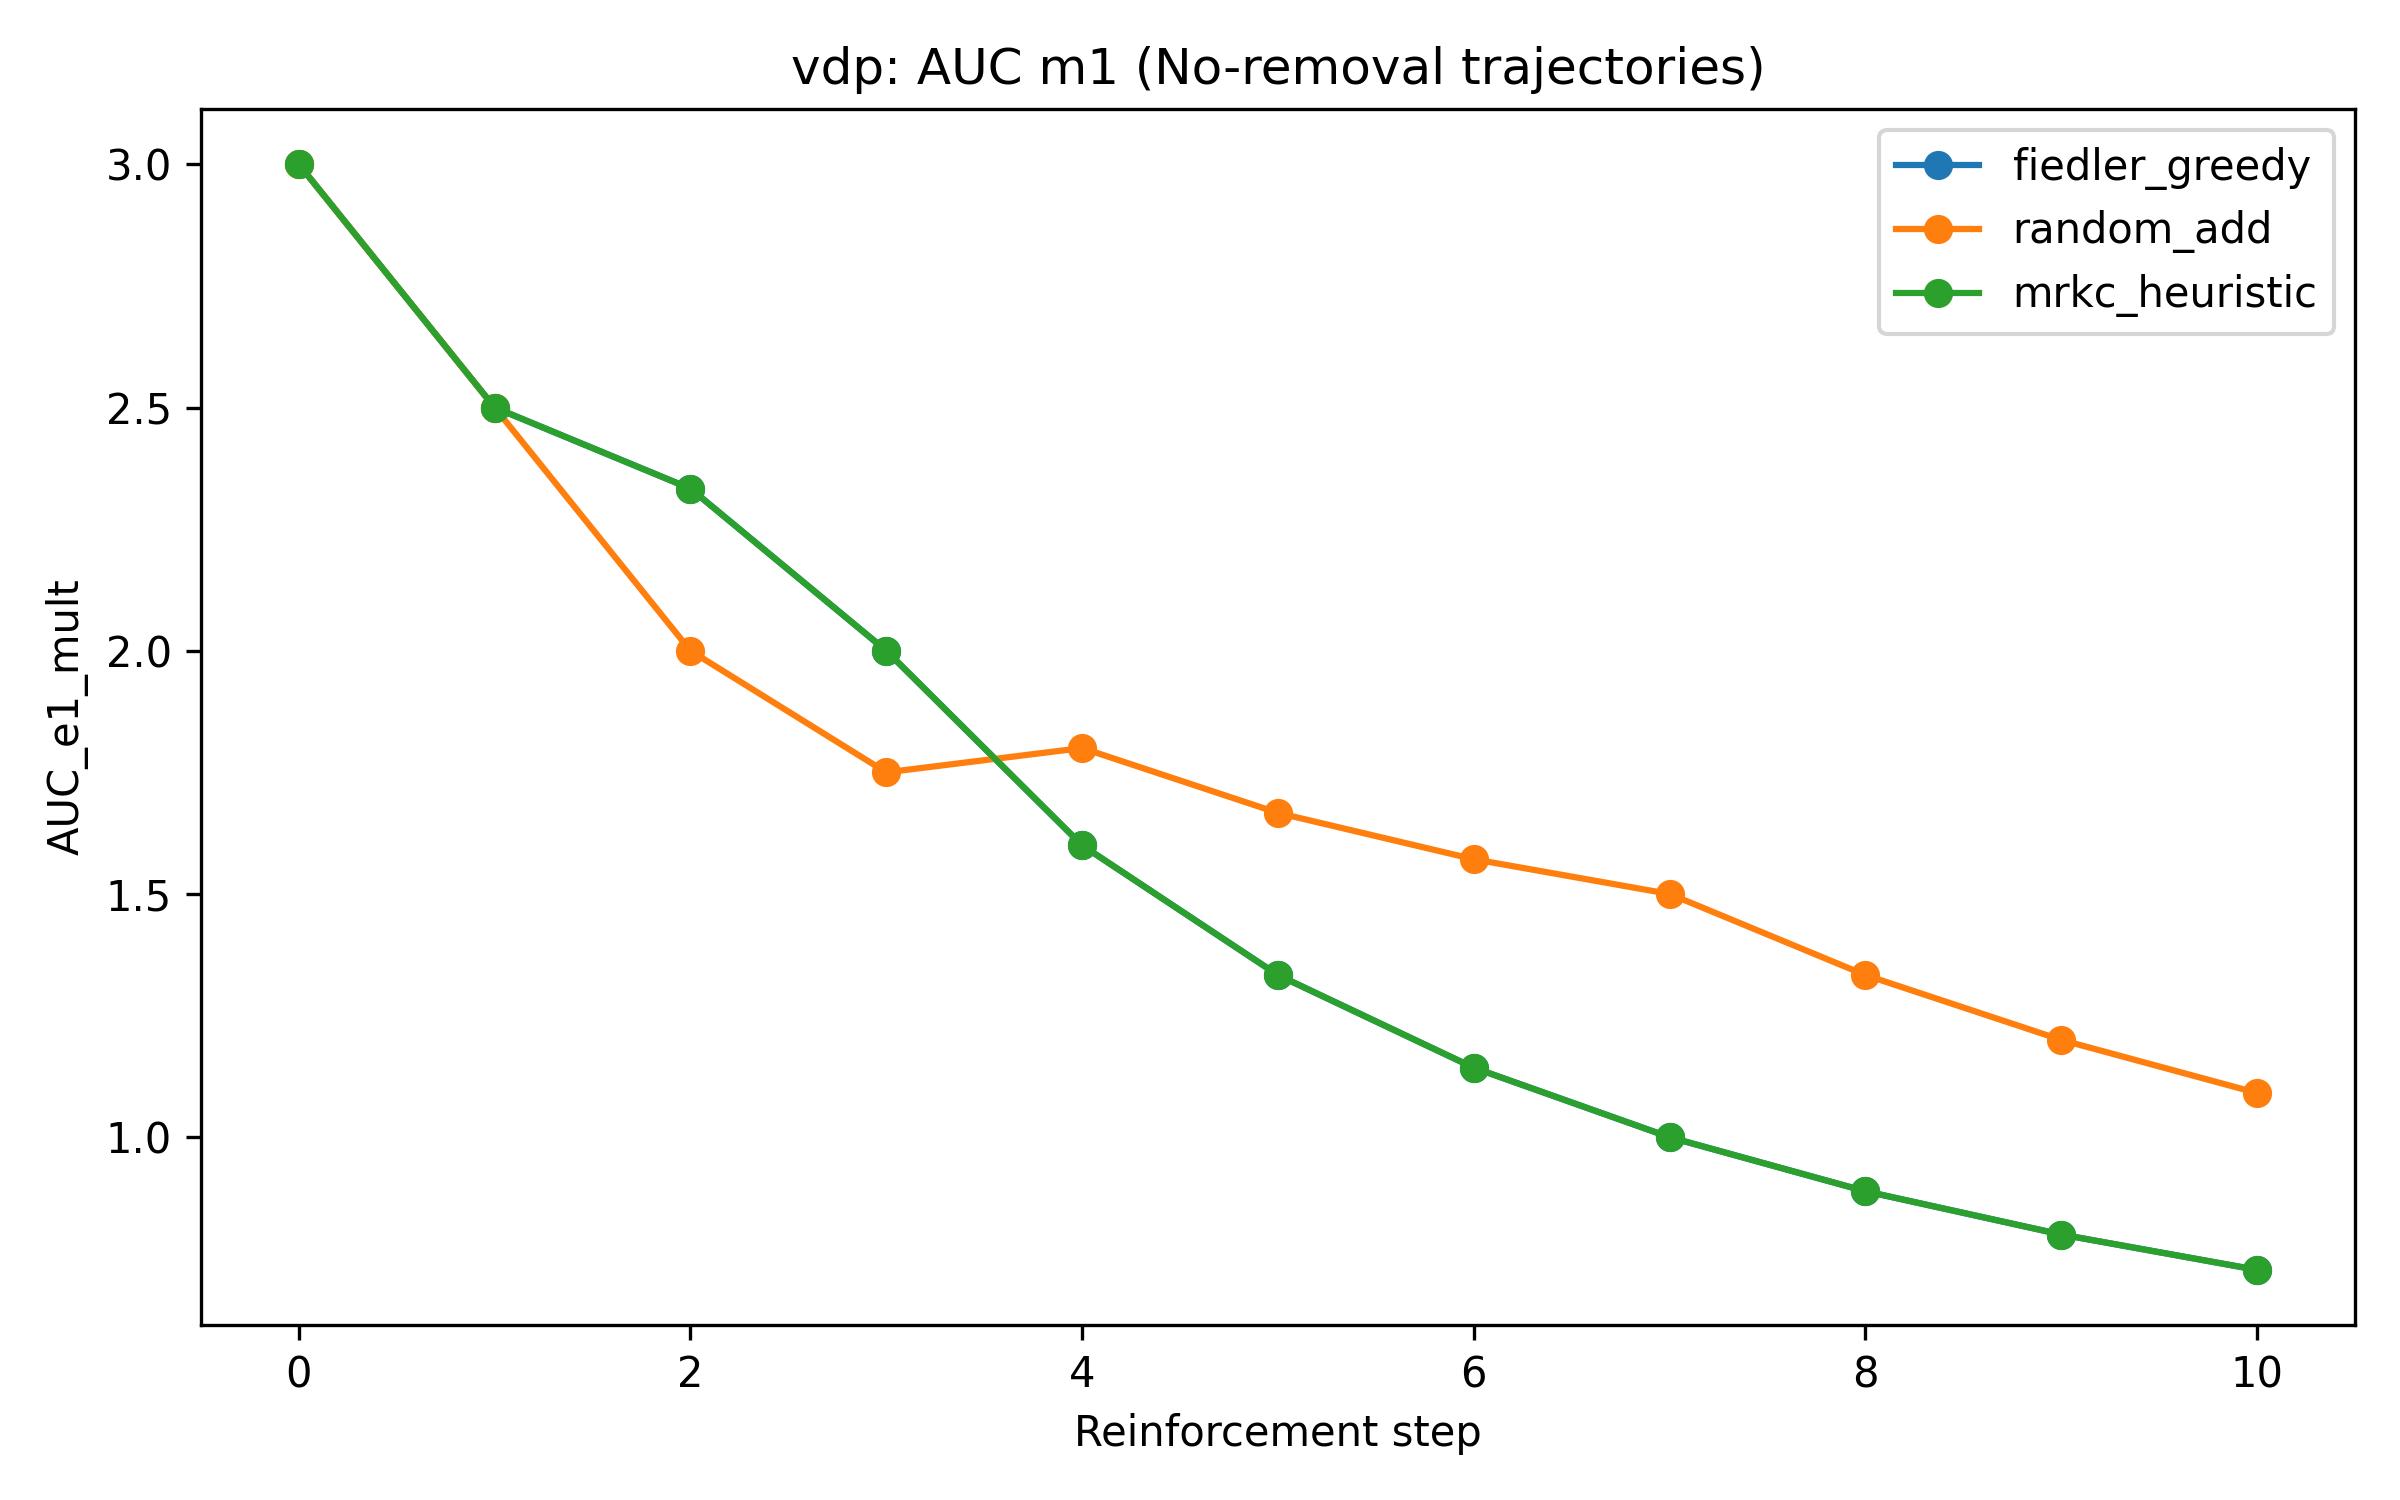 vdp: AUC m1 (No-removal trajectories)
fiedler_greedy
random_add
mrkc_heuristic
AUC_e1_mult
3.0
2.5
2.0
1.5
1.0
0 2 4 6 8 10
Reinforcement step